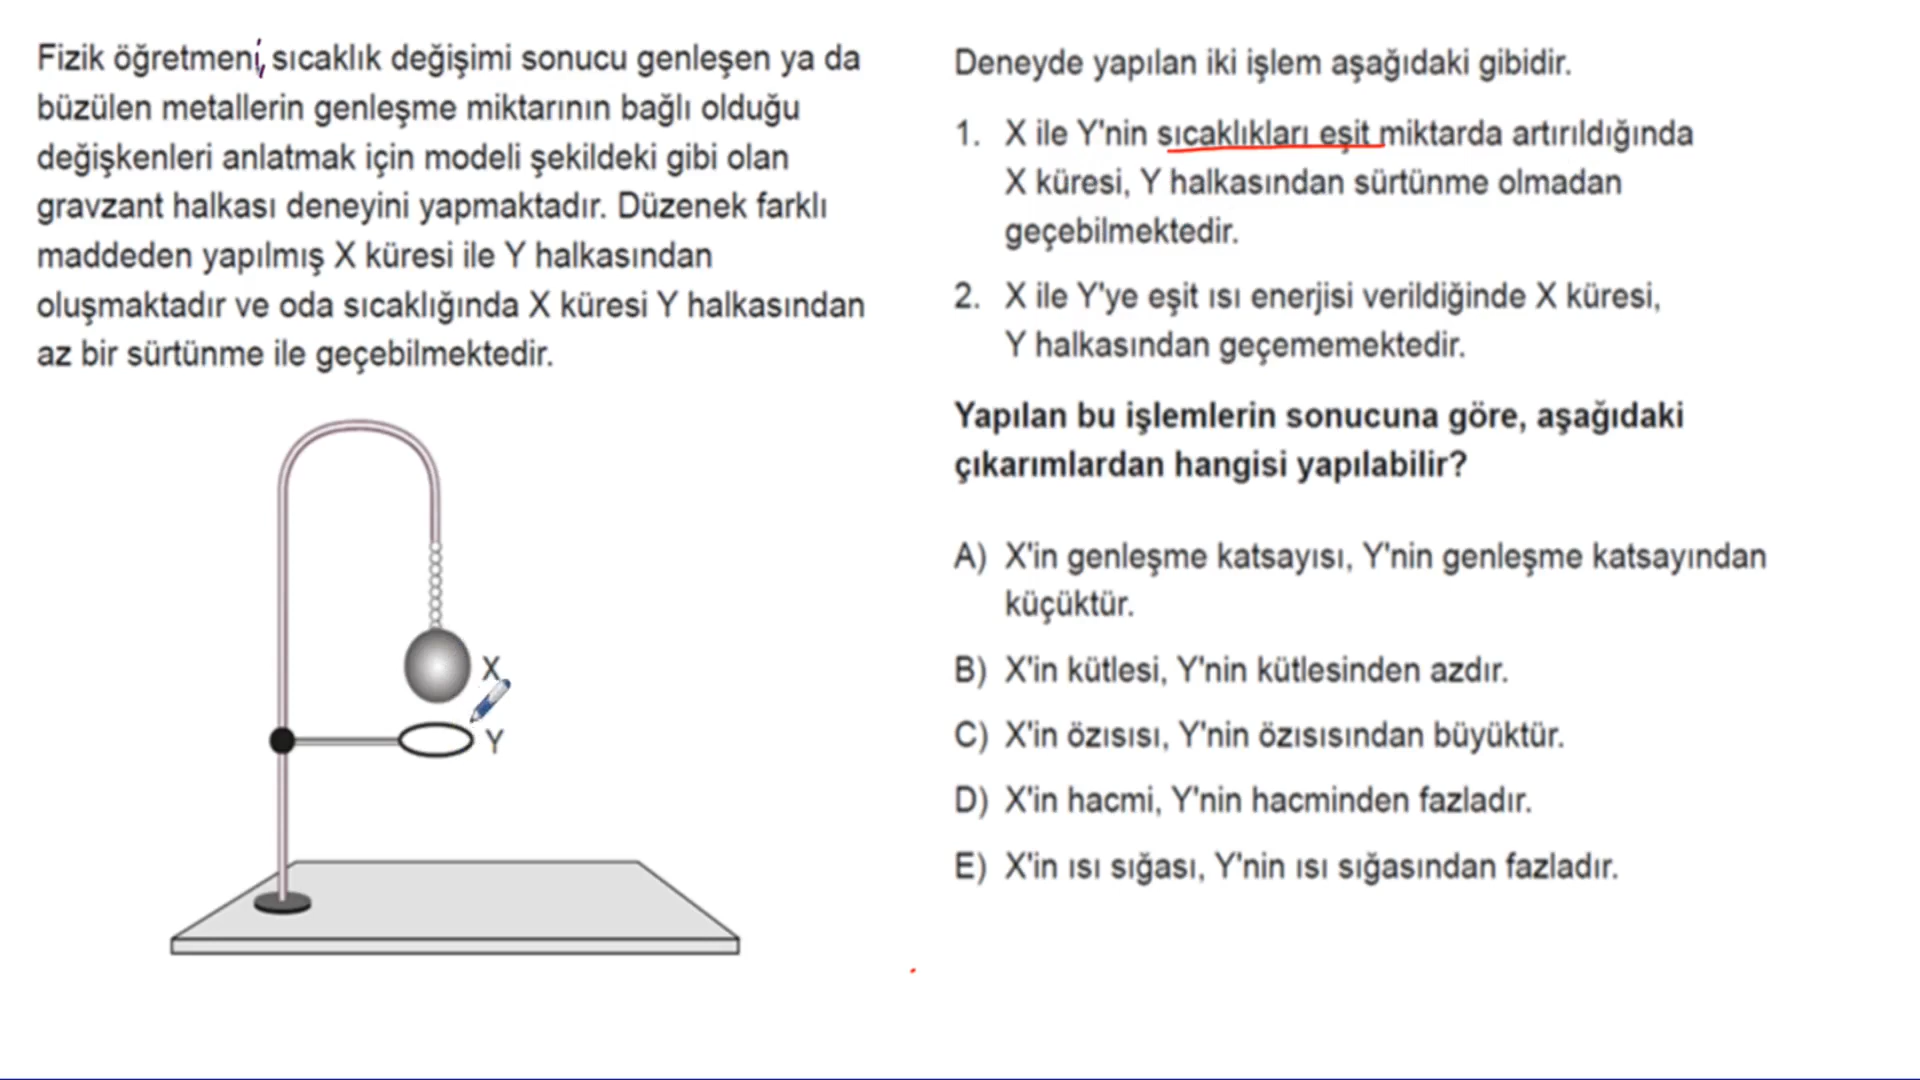 Fizik öğretmeni, sıcaklık değişimi sonucu genleşen ya da
büzülen metallerin genleşme miktarının bağlı olduğu
değişkenleri anlatmak için modeli şekildeki gibi olan
gravzant halkası deneyini yapmaktadır. Düzenek farklı
maddeden yapılmış X küresi ile Y halkasından
oluşmaktadır ve oda sıcaklığında X küresi Y halkasından
az bir sürtünme ile geçebilmektedir.
X
Y
Deneyde yapılan iki işlem aşağıdaki gibidir.
1. X ile Y'nin sıcaklıkları eşit miktarda artırıldığında
X küresi, Y halkasından sürtünme olmadan
geçebilmektedir.
2. X ile Y'ye eşit ısı enerjisi verildiğinde X küresi,
Y halkasından geçememektedir.
Yapılan bu işlemlerin sonucuna göre, aşağıdaki
çıkarımlardan hangisi yapılabilir?
A) X'in genleşme katsayısı, Y'nin genleşme katsayından
küçüktür.
B) X'in kütlesi, Y'nin kütlesinden azdır.
C) X'in özısısı, Y'nin özısısından büyüktür.
D) X'in hacmi, Y'nin hacminden fazladır.
E) X'in ısı sığası, Y'nin ısı sığasından fazladır.